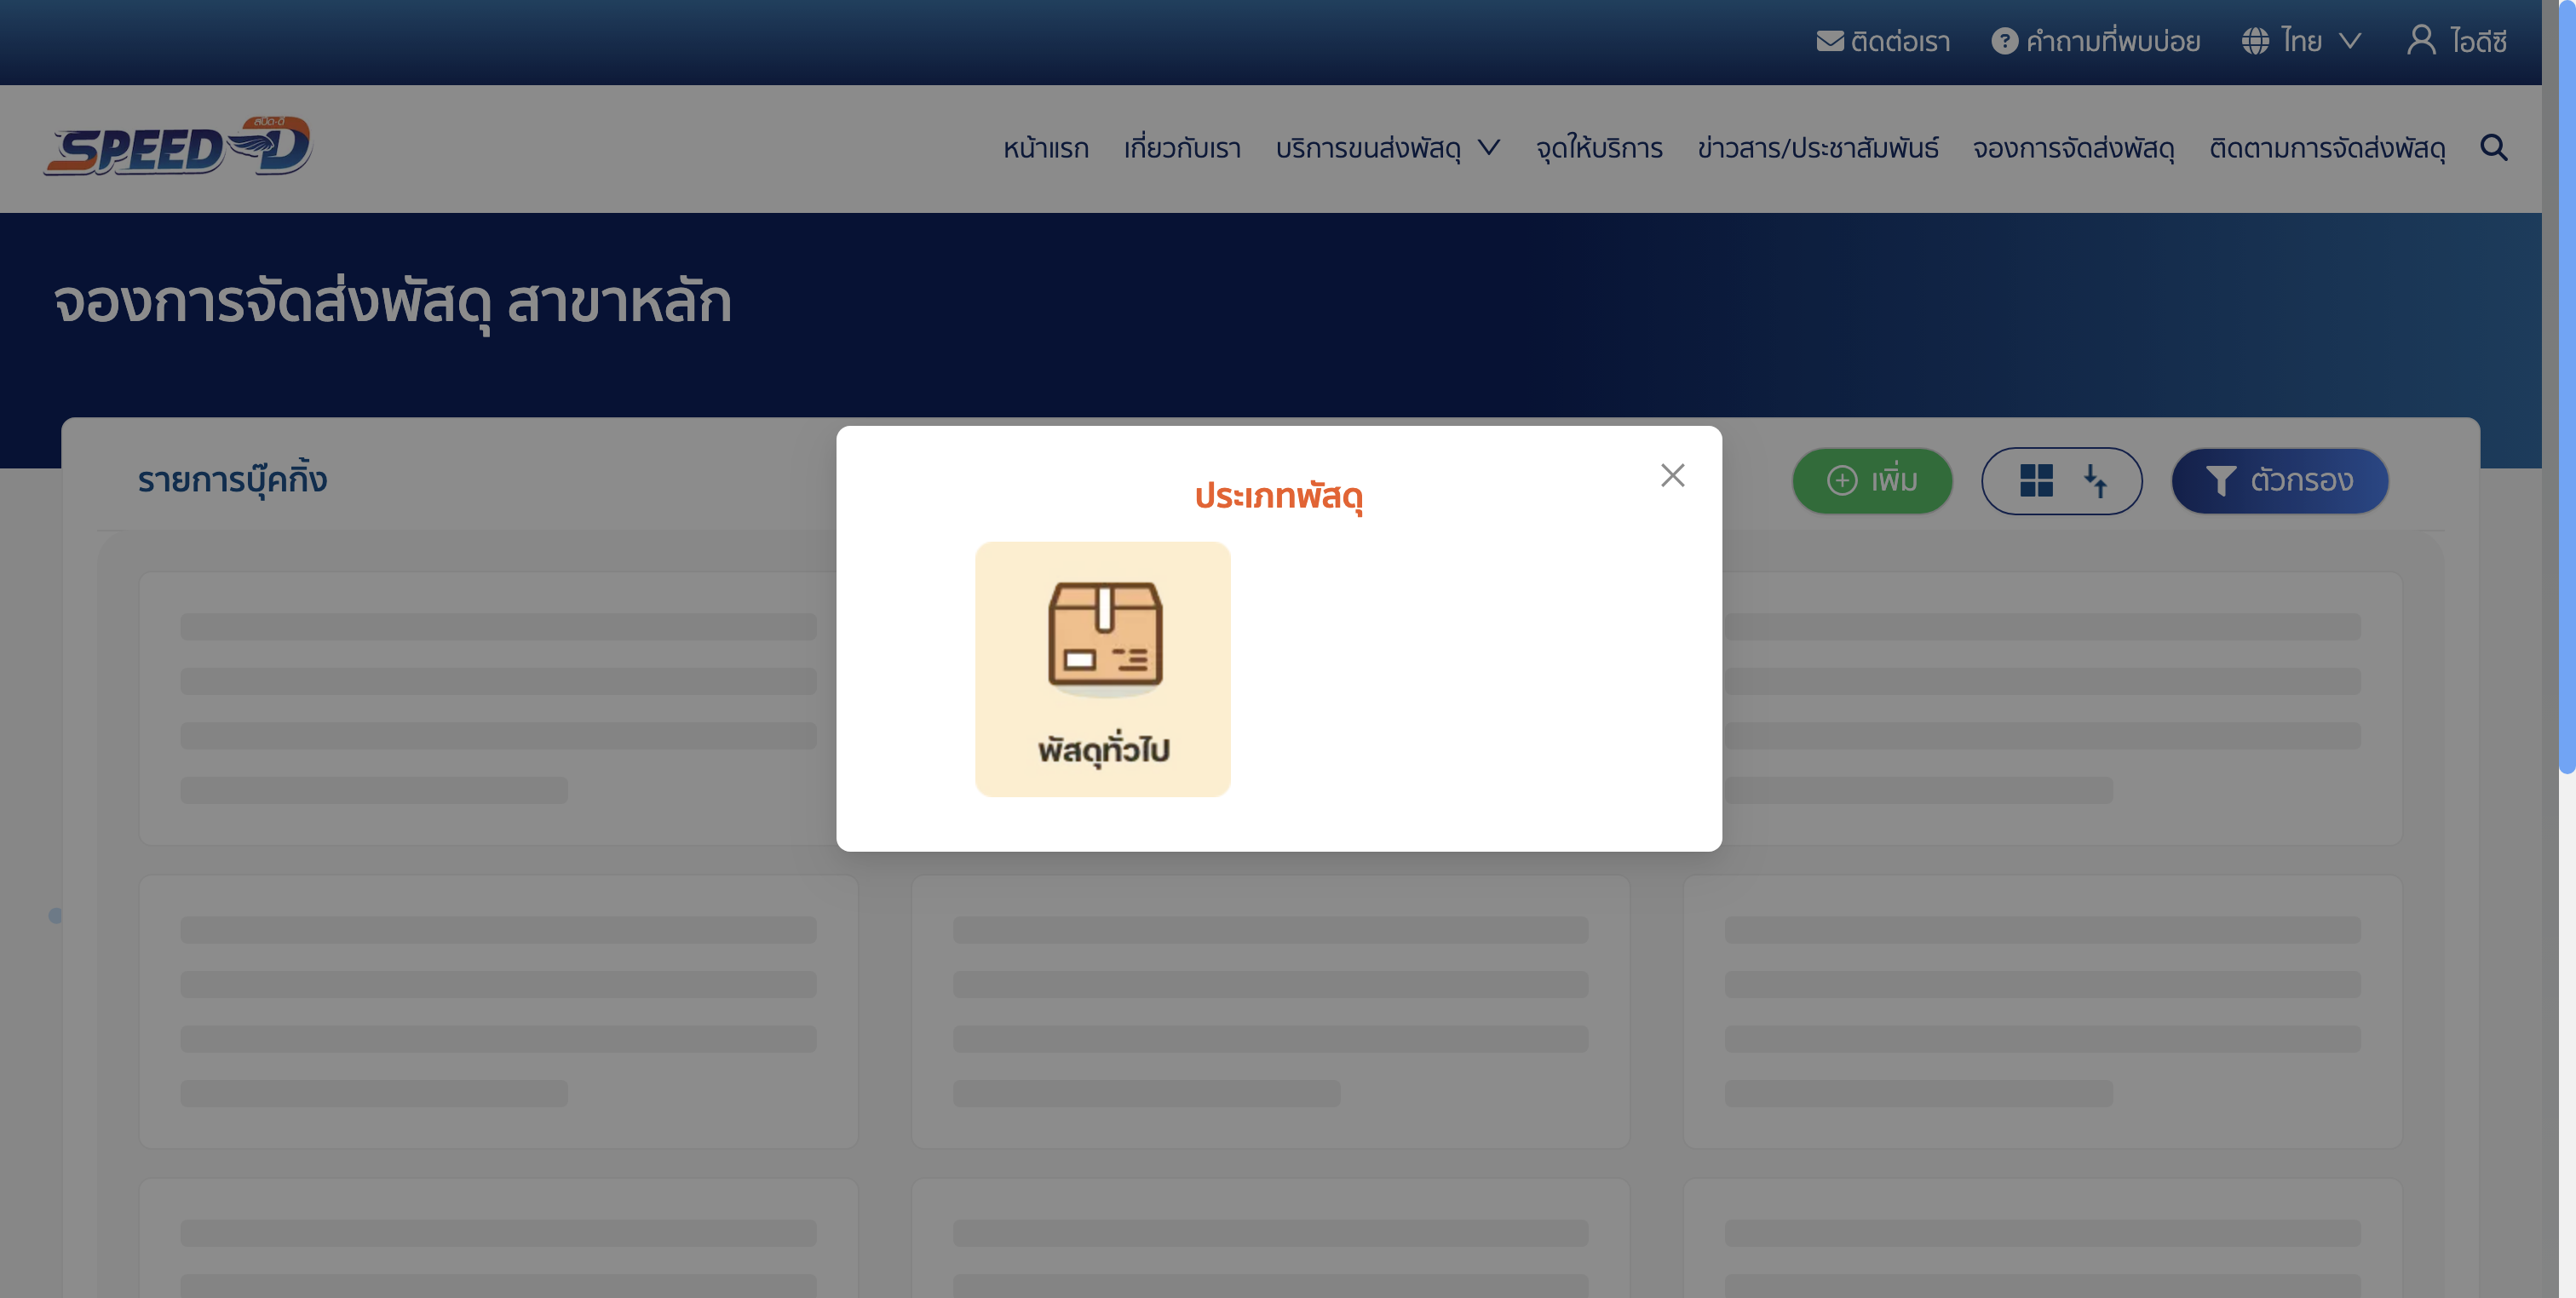 ติดต่อเรา คำถามที่พบบ่อย ไทย ไอดีซี
สปีด-ดี
SPEED-D
หน้าแรก เกี่ยวกับเรา บริการขนส่งพัสดุ จุดให้บริการ ข่าวสาร/ประชาสัมพันธ์ จองการจัดส่งพัสดุ ติดตามการจัดส่งพัสดุ
จองการจัดส่งพัสดุ สาขาหลัก
รายการบุ๊คกิ้ง
เพิ่ม ตัวกรอง
ประเภทพัสดุ
พัสดุทั่วไป